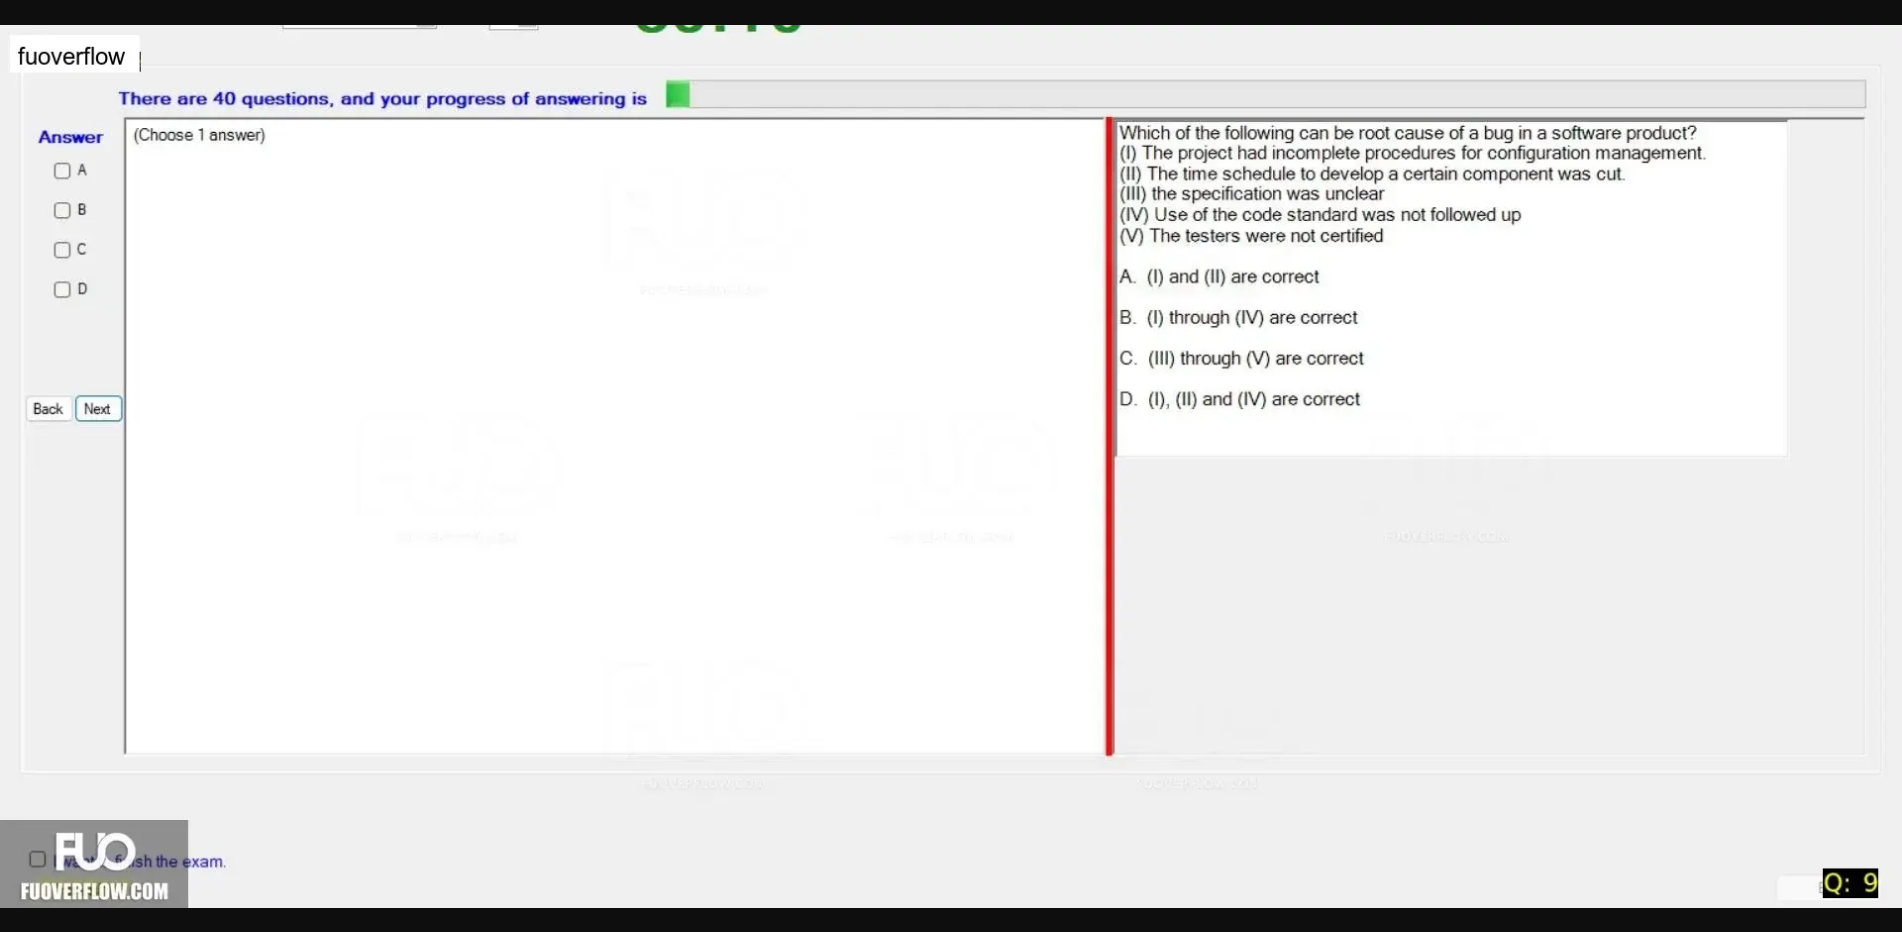 fuoverflow
There are 40 questions, and your progress of answering is
Answer
(Choose 1 answer)
A
B
C
D
Back Next
Which of the following can be root cause of a bug in a software product?
(I) The project had incomplete procedures for configuration management.
(II) The time schedule to develop a certain component was cut.
(III) the specification was unclear
(IV) Use of the code standard was not followed up
(V) The testers were not certified
A. (I) and (II) are correct
B. (I) through (IV) are correct
C. (III) through (V) are correct
D. (I), (II) and (IV) are correct
FUOVERFLOW.COM
FUO
the exam.
FUOVERFLOW.COM
Q: 9